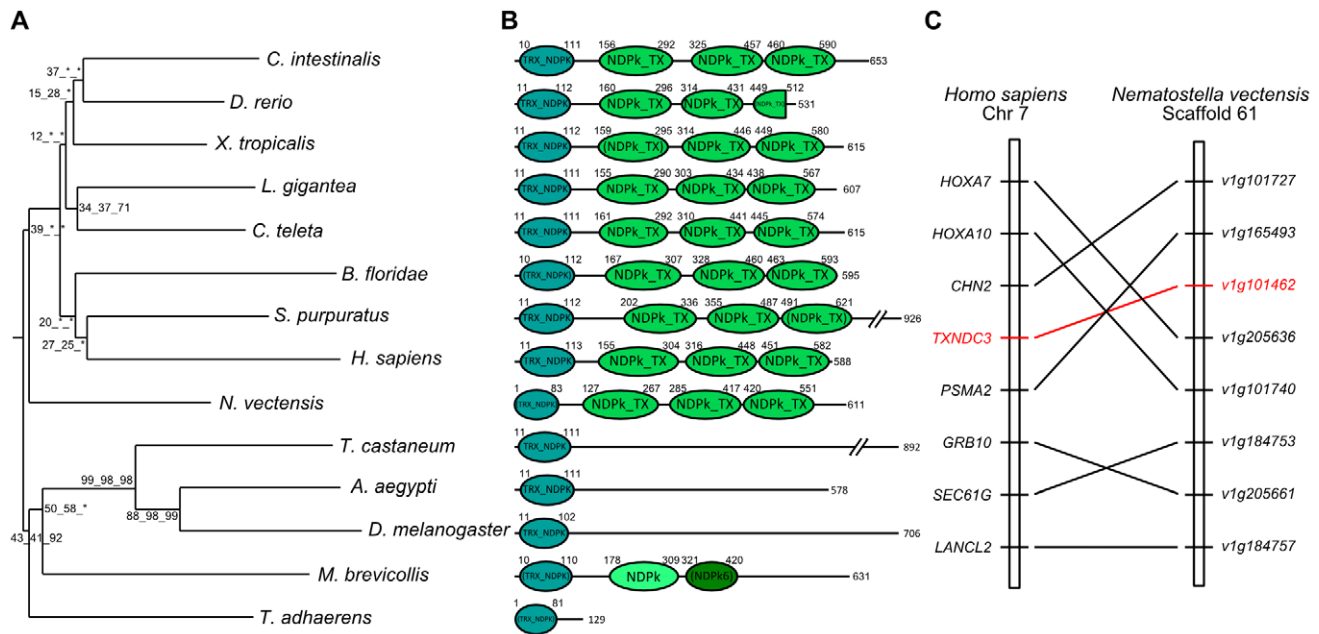 A
B
C
37_*_*
C. intestinalis
15_28_*
D. rerio
12_*_*
X. tropicalis
L. gigantea
34_37_71
C. teleta
39_*_*
B. floridae
20_*_*
S. purpuratus
27_25_*
H. sapiens
N. vectensis
T. castaneum
99_98_98
A. aegypti
50_58_*
88_98_99
D. melanogaster
43_41_92
M. brevicollis
T. adhaerens
10 111 156 292 325 457 460 590
TRX_NDPK NDPk_TX NDPk_TX NDPk_TX 653
11 112 160 296 314 431 449 512
TRX_NDPK NDPk_TX NDPk_TX (NDPk_TX) 531
11 112 159 295 314 446 449 580
TRX_NDPK (NDPk_TX) NDPk_TX NDPk_TX 615
11 111 155 290 303 434 438 567
TRX_NDPK NDPk_TX NDPk_TX NDPk_TX 607
11 111 161 292 310 441 445 574
TRX_NDPK NDPk_TX NDPk_TX NDPk_TX 615
10 112 167 307 328 460 463 593
(TRX_NDPK) NDPk_TX NDPk_TX NDPk_TX 595
11 112 202 336 355 487 491 621
TRX_NDPK NDPk_TX NDPk_TX (NDPk_TX) 926
11 113 155 304 316 448 451 582
TRX_NDPK NDPk_TX NDPk_TX NDPk_TX 588
1 83 127 267 285 417 420 551
(TRX_NDPK) NDPk_TX NDPk_TX NDPk_TX 611
11 111
TRX_NDPK 892
11 111
TRX_NDPK 578
11 102
TRX_NDPK 706
10 110 178 309 321 420
(TRX_NDPK) NDPk (NDPk6) 631
1 81
(TRX_NDPK) 129
Homo sapiens
Chr 7
Nematostella vectensis
Scaffold 61
HOXA7 v1g101727
HOXA10 v1g165493
CHN2 v1g101462
TXNDC3 v1g205636
PSMA2 v1g101740
GRB10 v1g184753
SEC61G v1g205661
LANCL2 v1g184757